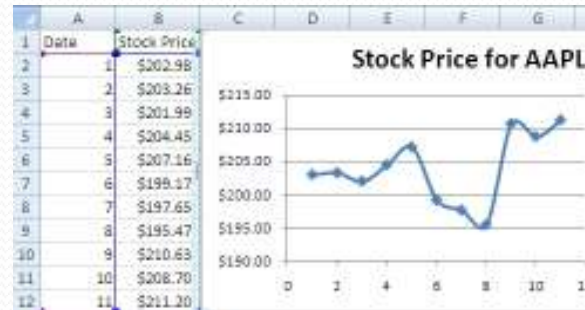 A B C D E F G
1 Date Stock Price
2 1 $202.98
3 2 $203.26
4 3 $201.99
5 4 $204.45
6 5 $207.16
7 6 $199.17
8 7 $197.65
9 8 $195.47
10 9 $210.63
11 10 $208.70
12 11 $211.20
Stock Price for AAPL
$215.00
$210.00
$205.00
$200.00
$195.00
$190.00
0 2 4 6 8 10 1